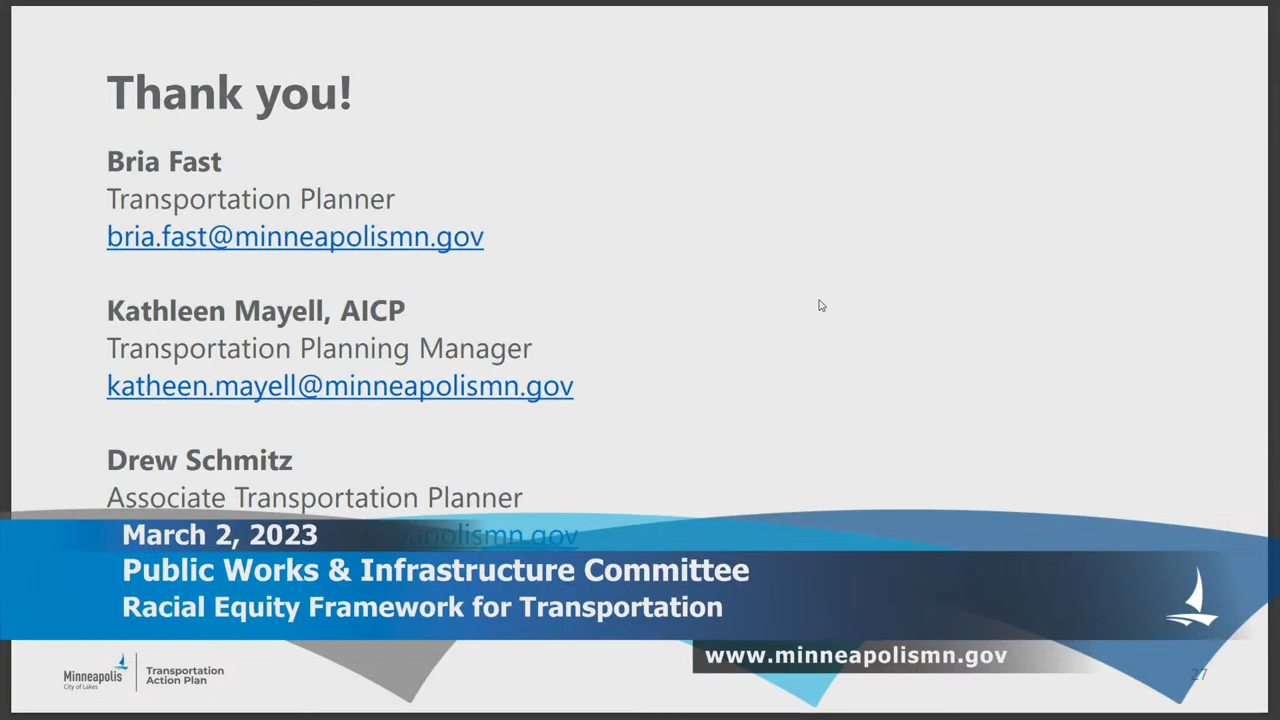 Thank you!
Bria Fast
Transportation Planner
bria.fast@minneapolismn.gov
Kathleen Mayell, AICP
Transportation Planning Manager
katheen.mayell@minneapolismn.gov
Drew Schmitz
Associate Transportation Planner
March 2, 2023
Public Works & Infrastructure Committee
Racial Equity Framework for Transportation
www.minneapolismn.gov
Minneapolis
City of Lakes
Transportation
Action Plan
27